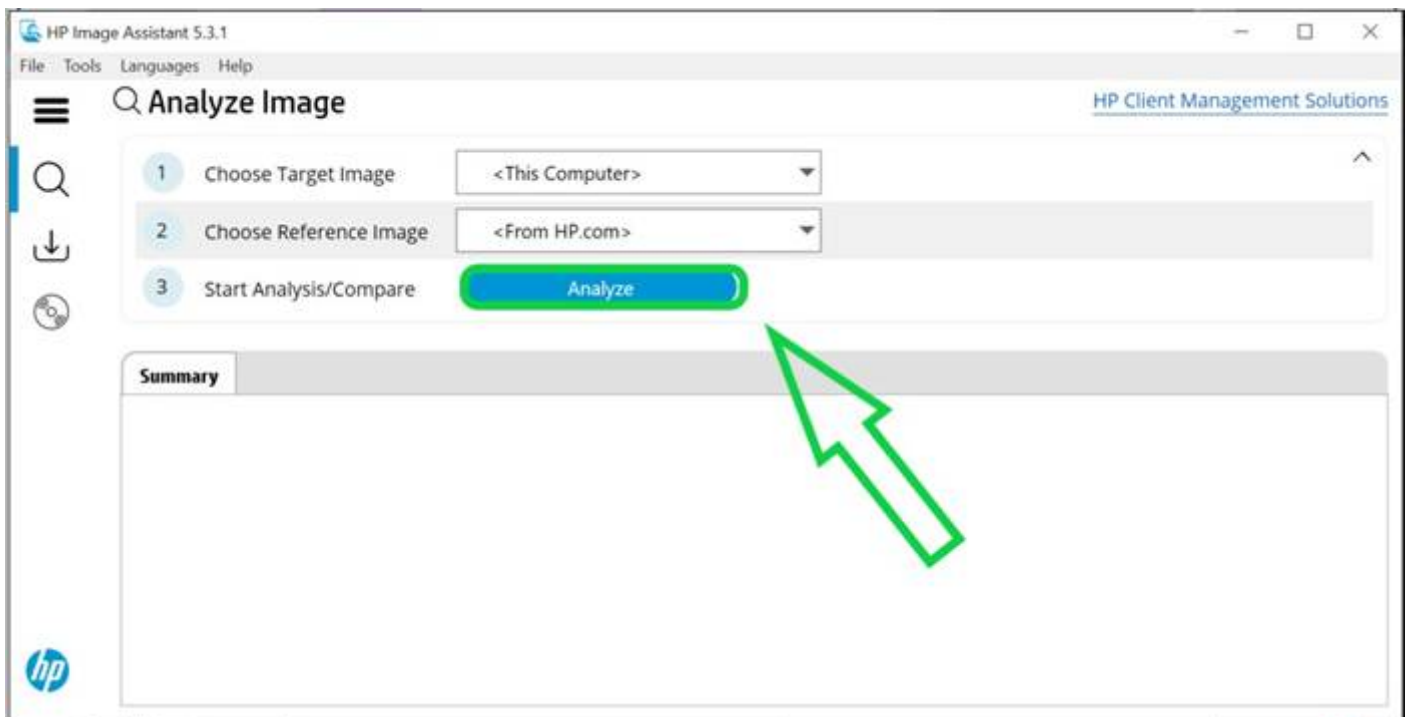 HP Image Assistant 5.3.1
File Tools Languages Help
Analyze Image
HP Client Management Solutions
1 Choose Target Image <This Computer>
2 Choose Reference Image <From HP.com>
3 Start Analysis/Compare Analyze
Summary
hp